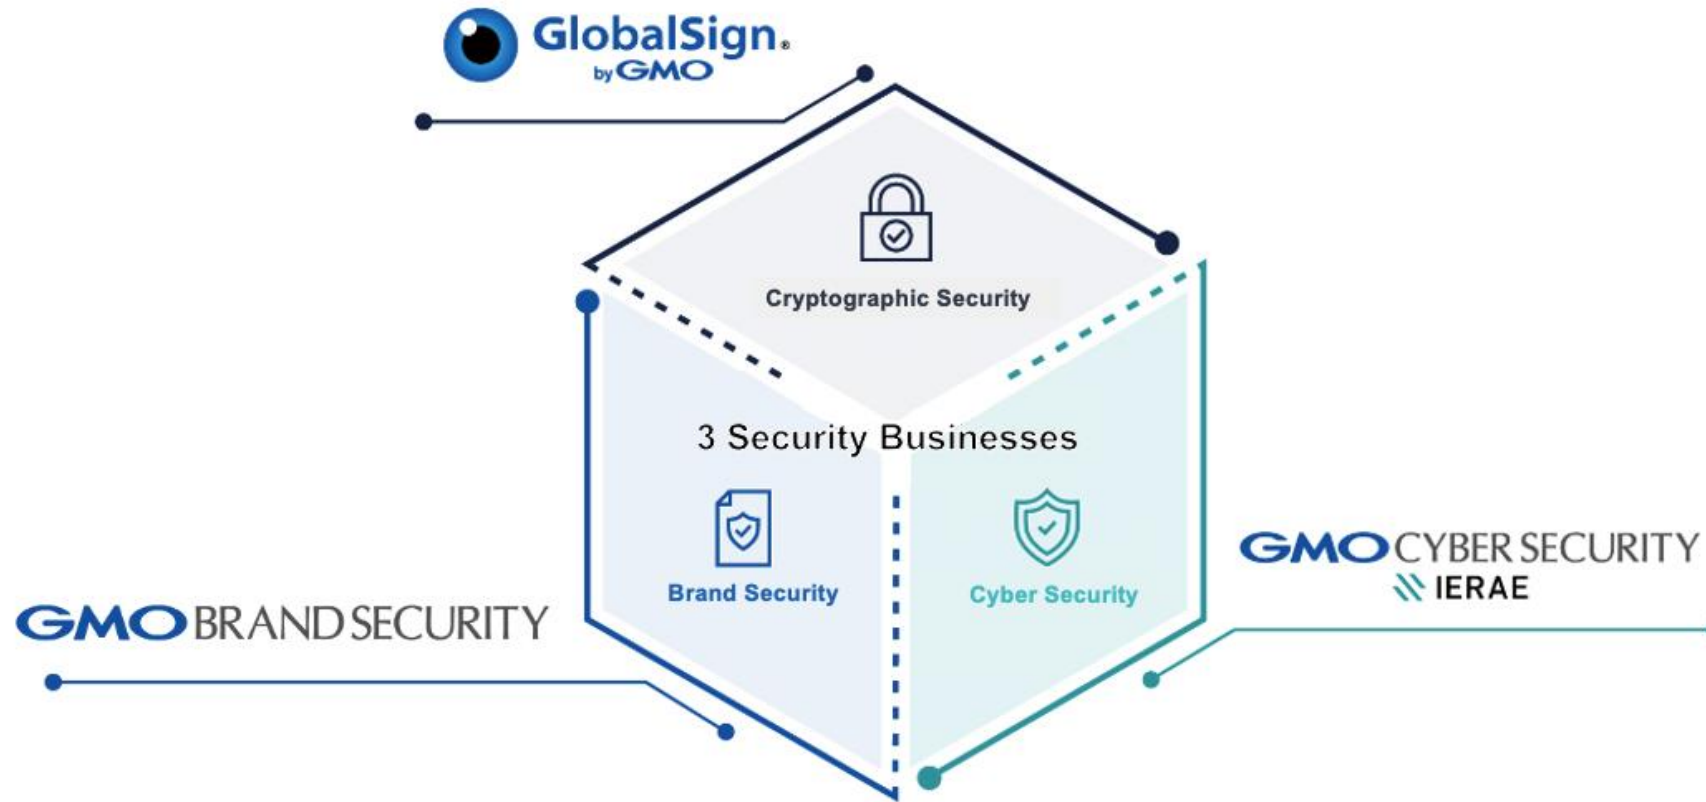 GlobalSign®
by GMO
Cryptographic Security
3 Security Businesses
Brand Security
Cyber Security
GMO BRAND SECURITY
GMO CYBER SECURITY
IERAE